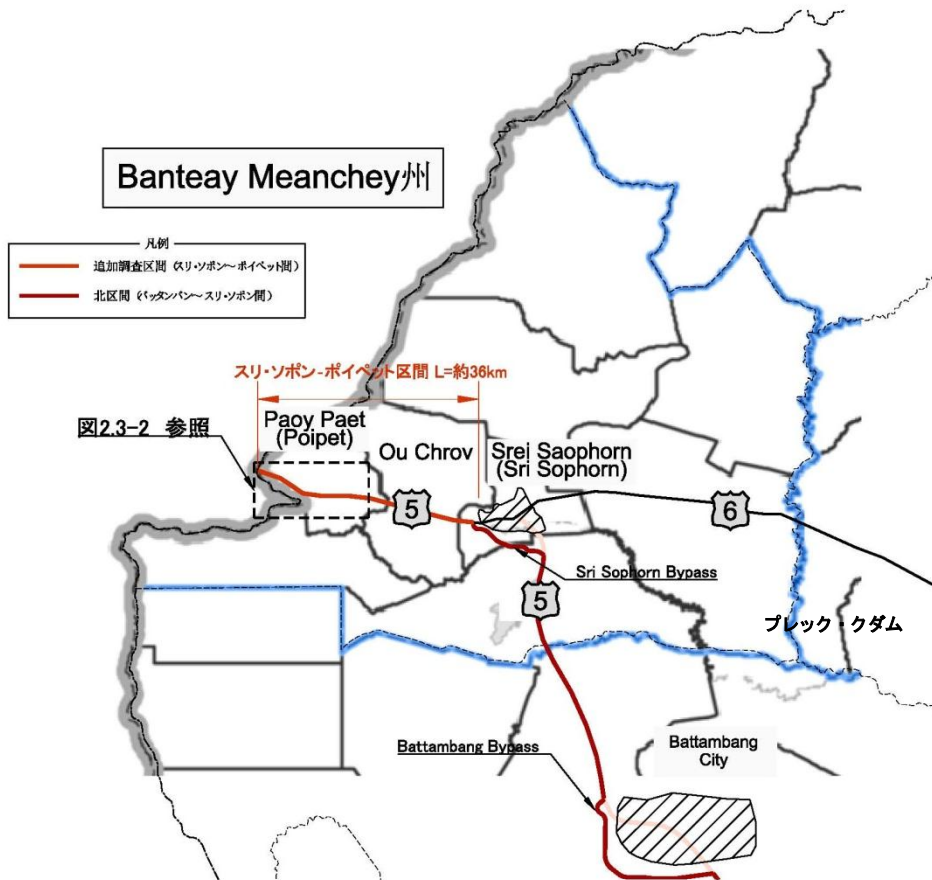 Banteay Meanchey州
凡例
追加調査区間（スリ・ソポン～ポイペット間）
北区間（バッタンバン～スリ・ソポン間）
スリ・ソポン-ポイペット区間 L=約36km
図2.3-2 参照
Paoy Paet
(Poipet)
Ou Chrov
Srei Saophorn
(Sri Sophorn)
5
6
Sri Sophorn Bypass
5
プレック・クダム
Battambang Bypass
Battambang
City